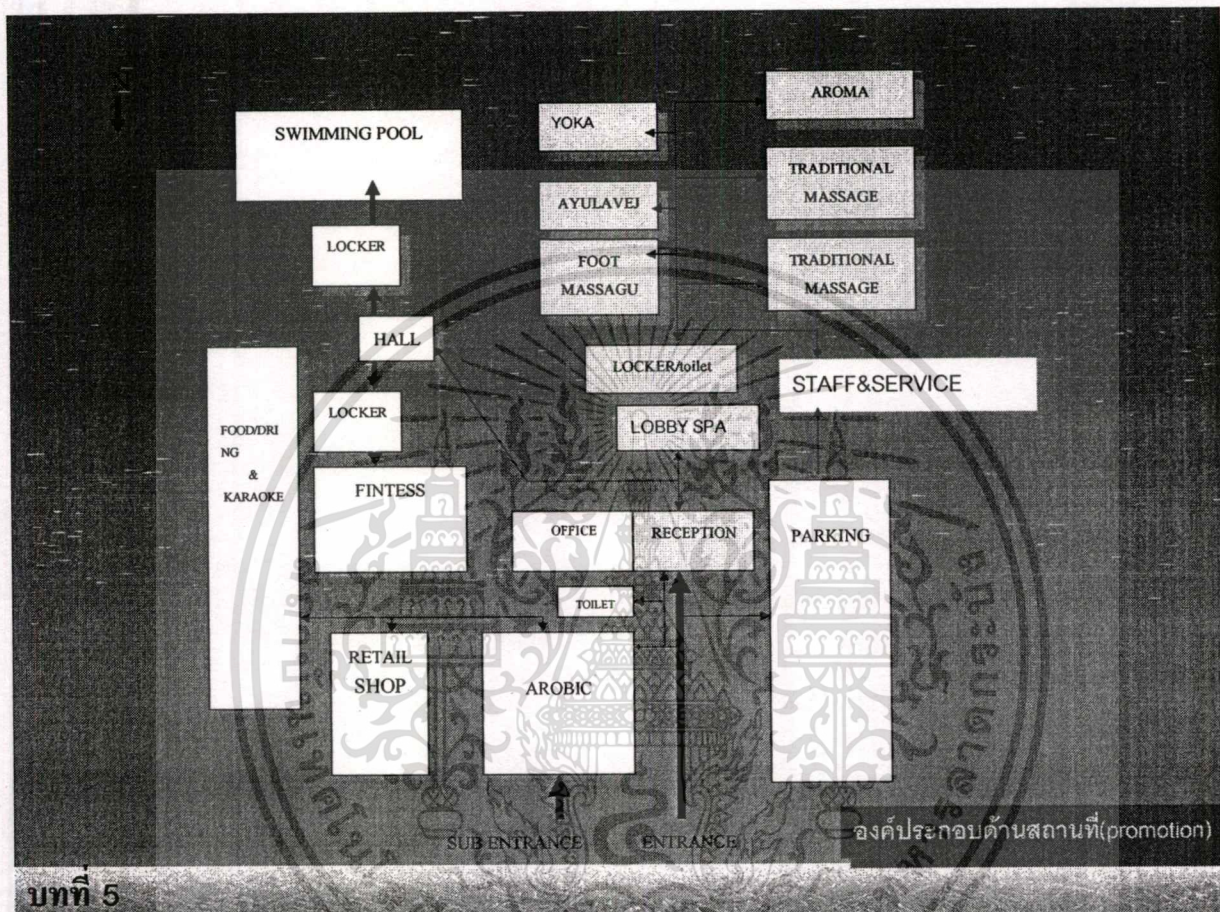 SWIMMING POOL
YOKA
AROMA
AYULAVEJ
TRADITIONAL
MASSAGE
LOCKER
FOOT
MASSAGU
TRADITIONAL
MASSAGE
HALL
LOCKER/toilet
STAFF&SERVICE
LOCKER
LOBBY SPA
FOOD/DRI
NG
&
KARAOKE
FINTESS
OFFICE
RECEPTION
PARKING
TOILET
RETAIL
SHOP
AROBIC
SUB ENTRANCE
ENTRANCE
องค์ประกอบด้านสถานที่(promotion)
บทที่ 5